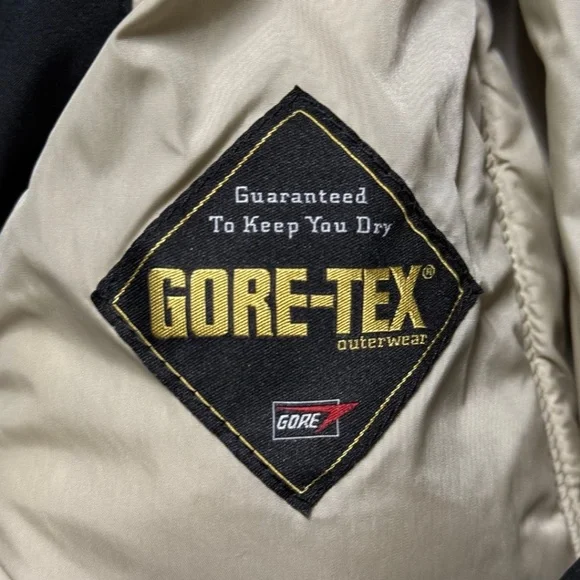 Guaranteed
To Keep You Dry
GORE-TEX®
outerwear
GORE